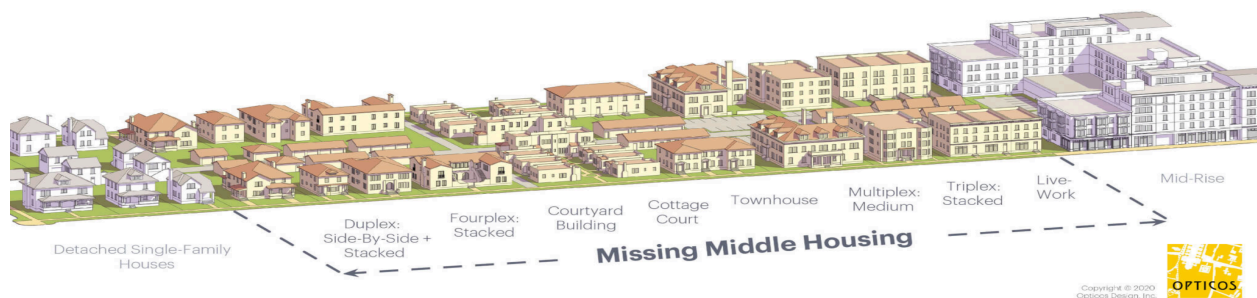 Detached Single-Family
Houses
Duplex:
Side-By-Side +
Stacked
Fourplex:
Stacked
Courtyard
Building
Cottage
Court
Townhouse
Multiplex:
Medium
Triplex:
Stacked
Live-
Work
Mid-Rise
Missing Middle Housing
Copyright © 2020
Opticos Design, Inc.
OPTICOS